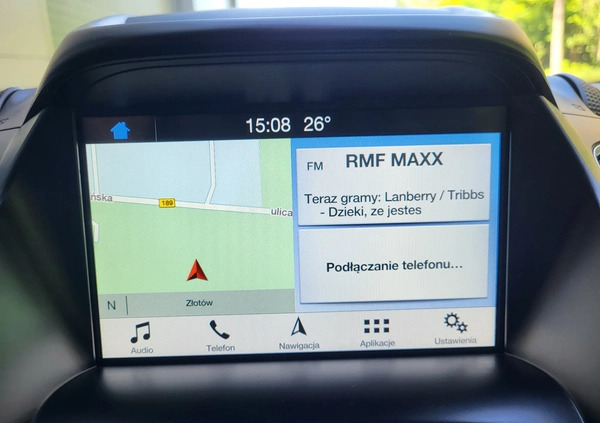 15:08 26°
FM RMF MAXX
Teraz gramy: Lanberry / Tribbs
- Dzieki, ze jestes
ńska
189
ulica
Podłączanie telefonu...
N Złotów
Audio Telefon Nawigacja Aplikacje Ustawienia